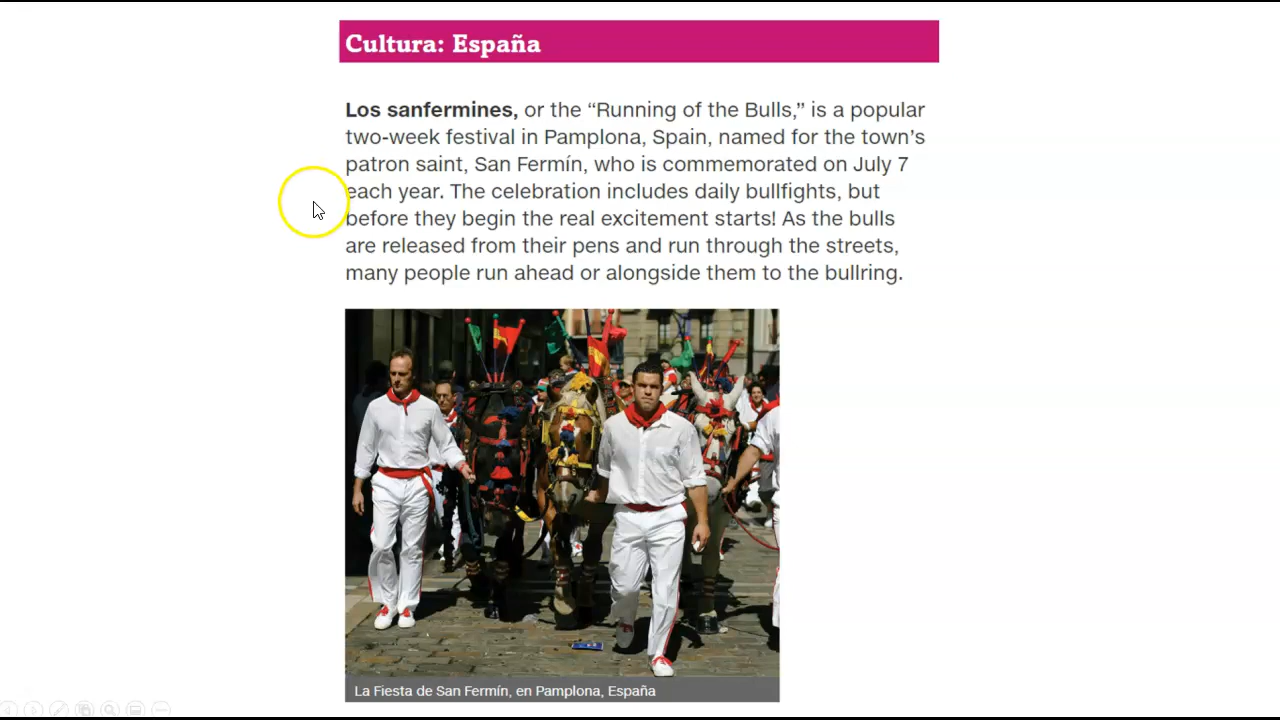 Cultura: España
Los sanfermines, or the “Running of the Bulls,” is a popular
two-week festival in Pamplona, Spain, named for the town’s
patron saint, San Fermín, who is commemorated on July 7
each year. The celebration includes daily bullfights, but
before they begin the real excitement starts! As the bulls
are released from their pens and run through the streets,
many people run ahead or alongside them to the bullring.
La Fiesta de San Fermín, en Pamplona, España